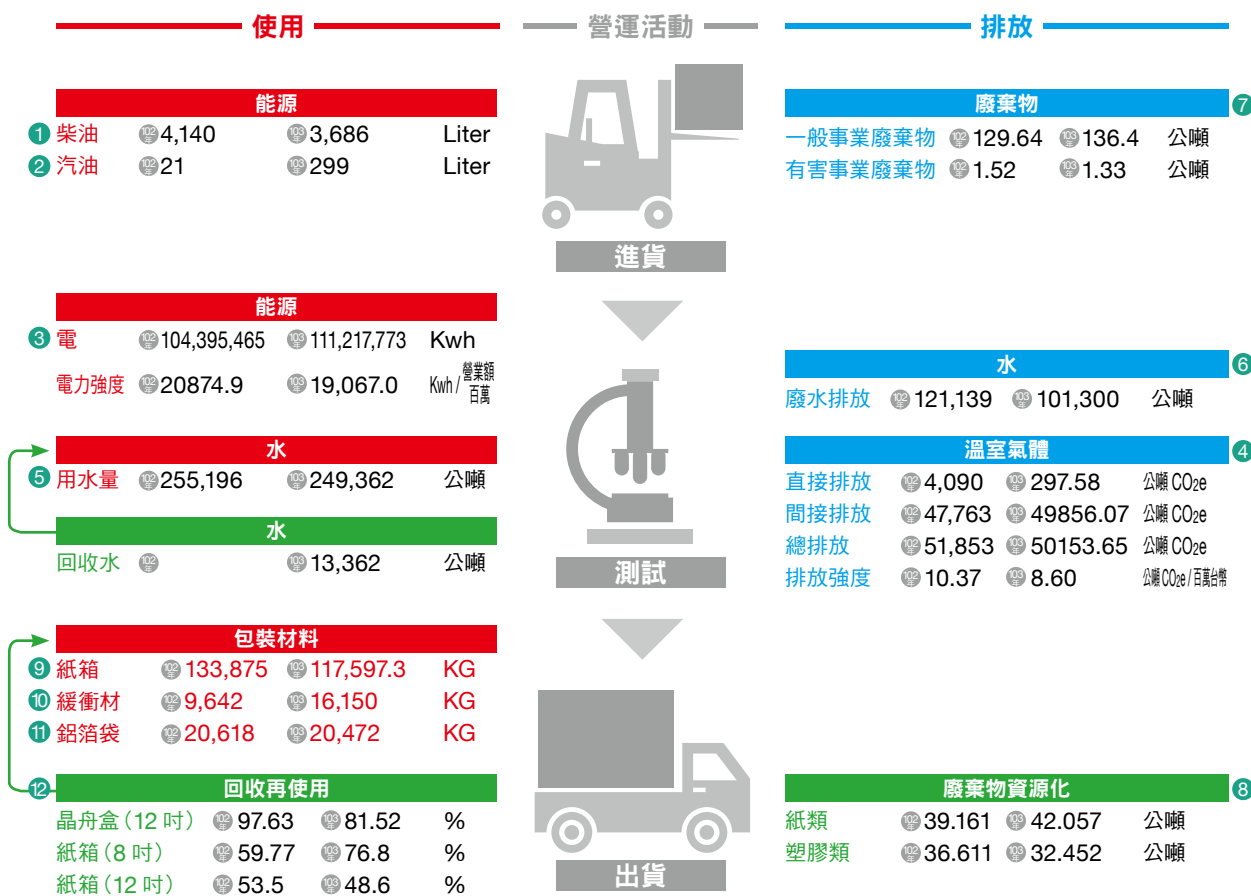 使用
營運活動
排放
能源
1 柴油 102年 4,140 103年 3,686 Liter
2 汽油 102年 21 103年 299 Liter
廢棄物 7
一般事業廢棄物 102年 129.64 103年 136.4 公噸
有害事業廢棄物 102年 1.52 103年 1.33 公噸
進貨
能源
3 電 102年 104,395,465 103年 111,217,773 Kwh
電力強度 102年 20874.9 103年 19,067.0 Kwh / 營業額百萬
水 6
廢水排放 102年 121,139 103年 101,300 公噸
水
5 用水量 102年 255,196 103年 249,362 公噸
水
回收水 102年 103年 13,362 公噸
溫室氣體 4
直接排放 102年 4,090 103年 297.58 公噸 CO2e
間接排放 102年 47,763 103年 49856.07 公噸 CO2e
總排放 102年 51,853 103年 50153.65 公噸 CO2e
排放強度 102年 10.37 103年 8.60 公噸 CO2e / 百萬台幣
測試
包裝材料
9 紙箱 102年 133,875 103年 117,597.3 KG
10 緩衝材 102年 9,642 103年 16,150 KG
11 鋁箔袋 102年 20,618 103年 20,472 KG
12 回收再使用
晶舟盒（12 吋） 102年 97.63 103年 81.52 %
紙箱（8 吋） 102年 59.77 103年 76.8 %
紙箱（12 吋） 102年 53.5 103年 48.6 %
廢棄物資源化 8
紙類 102年 39.161 103年 42.057 公噸
塑膠類 102年 36.611 103年 32.452 公噸
出貨